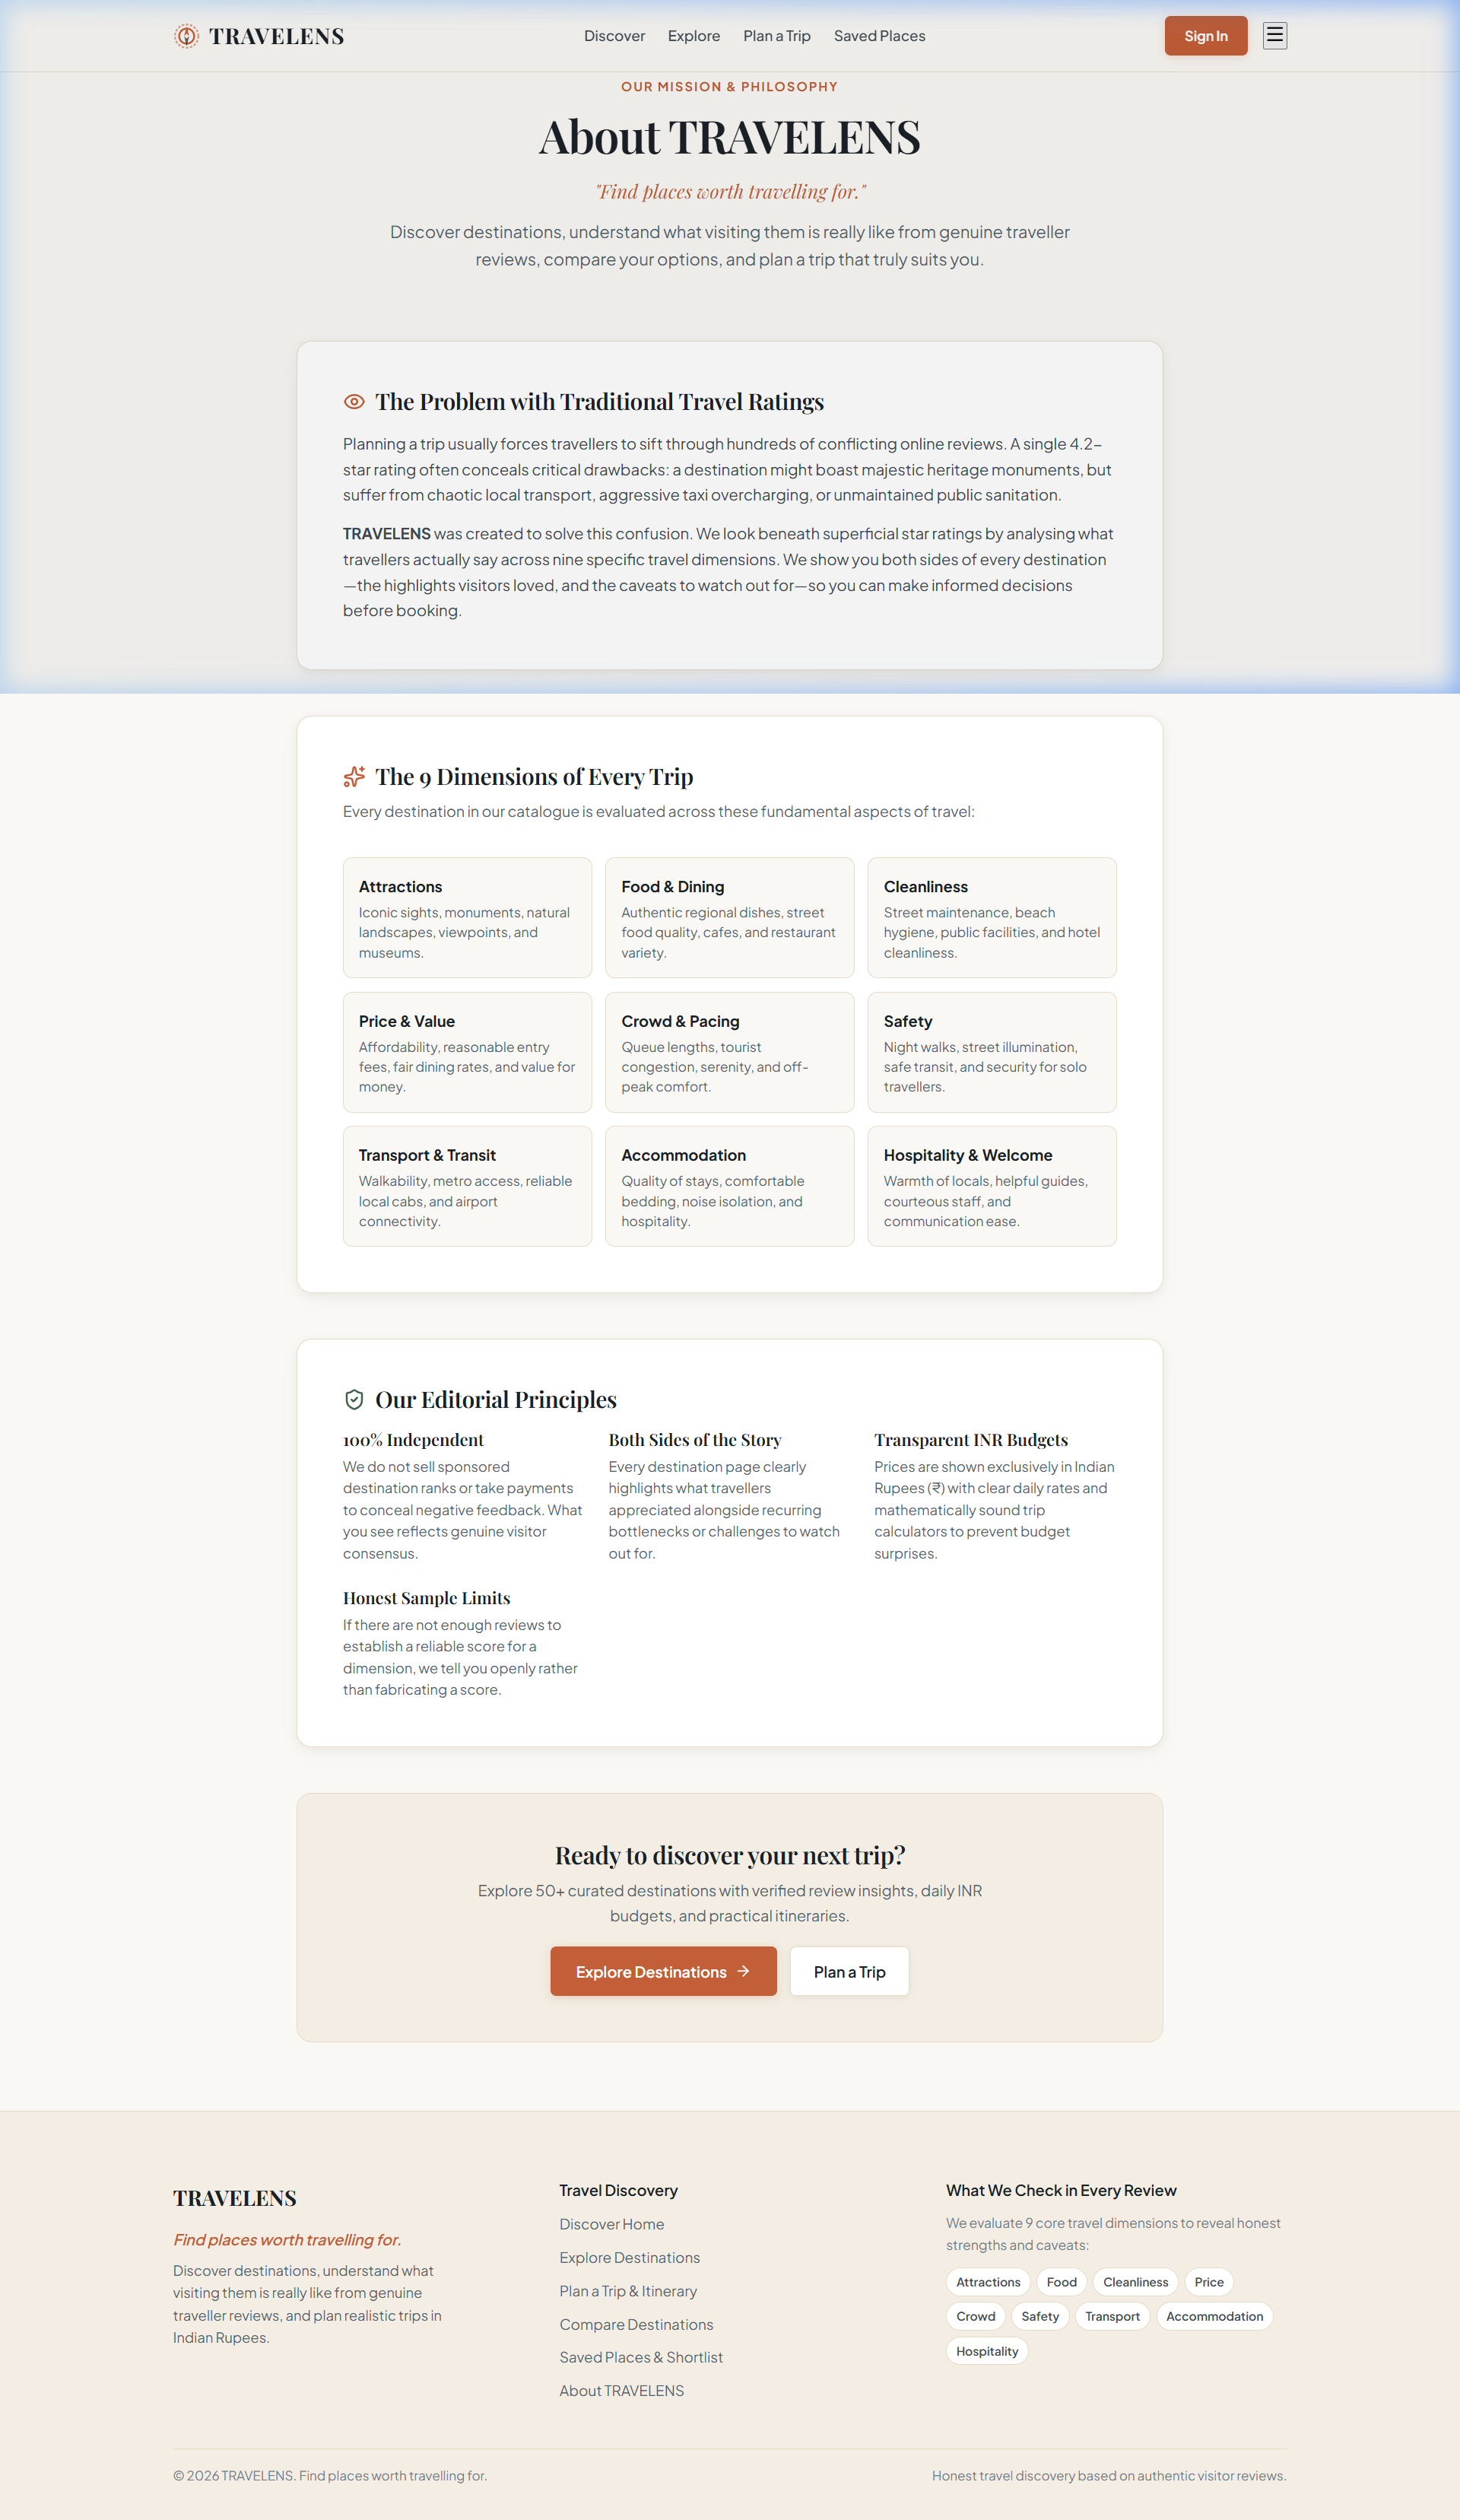 TRAVELENS
Discover Explore Plan a Trip Saved Places
Sign In
OUR MISSION & PHILOSOPHY
About TRAVELENS
"Find places worth travelling for."
Discover destinations, understand what visiting them is really like from genuine traveller
reviews, compare your options, and plan a trip that truly suits you.
The Problem with Traditional Travel Ratings
Planning a trip usually forces travellers to sift through hundreds of conflicting online reviews. A single 4.2-
star rating often conceals critical drawbacks: a destination might boast majestic heritage monuments, but
suffer from chaotic local transport, aggressive taxi overcharging, or unmaintained public sanitation.
TRAVELENS was created to solve this confusion. We look beneath superficial star ratings by analysing what
travellers actually say across nine specific travel dimensions. We show you both sides of every destination
—the highlights visitors loved, and the caveats to watch out for—so you can make informed decisions
before booking.
The 9 Dimensions of Every Trip
Every destination in our catalogue is evaluated across these fundamental aspects of travel:
Attractions
Iconic sights, monuments, natural
landscapes, viewpoints, and
museums.
Food & Dining
Authentic regional dishes, street
food quality, cafes, and restaurant
variety.
Cleanliness
Street maintenance, beach
hygiene, public facilities, and hotel
cleanliness.
Price & Value
Affordability, reasonable entry
fees, fair dining rates, and value for
money.
Crowd & Pacing
Queue lengths, tourist
congestion, serenity, and off-
peak comfort.
Safety
Night walks, street illumination,
safe transit, and security for solo
travellers.
Transport & Transit
Walkability, metro access, reliable
local cabs, and airport
connectivity.
Accommodation
Quality of stays, comfortable
bedding, noise isolation, and
hospitality.
Hospitality & Welcome
Warmth of locals, helpful guides,
courteous staff, and
communication ease.
Our Editorial Principles
100% Independent
We do not sell sponsored
destination ranks or take payments
to conceal negative feedback. What
you see reflects genuine visitor
consensus.
Both Sides of the Story
Every destination page clearly
highlights what travellers
appreciated alongside recurring
bottlenecks or challenges to watch
out for.
Transparent INR Budgets
Prices are shown exclusively in Indian
Rupees (₹) with clear daily rates and
mathematically sound trip
calculators to prevent budget
surprises.
Honest Sample Limits
If there are not enough reviews to
establish a reliable score for a
dimension, we tell you openly rather
than fabricating a score.
Ready to discover your next trip?
Explore 50+ curated destinations with verified review insights, daily INR
budgets, and practical itineraries.
Explore Destinations →
Plan a Trip
TRAVELENS
Find places worth travelling for.
Discover destinations, understand what
visiting them is really like from genuine
traveller reviews, and plan realistic trips in
Indian Rupees.
Travel Discovery
Discover Home
Explore Destinations
Plan a Trip & Itinerary
Compare Destinations
Saved Places & Shortlist
About TRAVELENS
What We Check in Every Review
We evaluate 9 core travel dimensions to reveal honest
strengths and caveats:
Attractions Food Cleanliness Price
Crowd Safety Transport Accommodation
Hospitality
© 2026 TRAVELENS. Find places worth travelling for.
Honest travel discovery based on authentic visitor reviews.